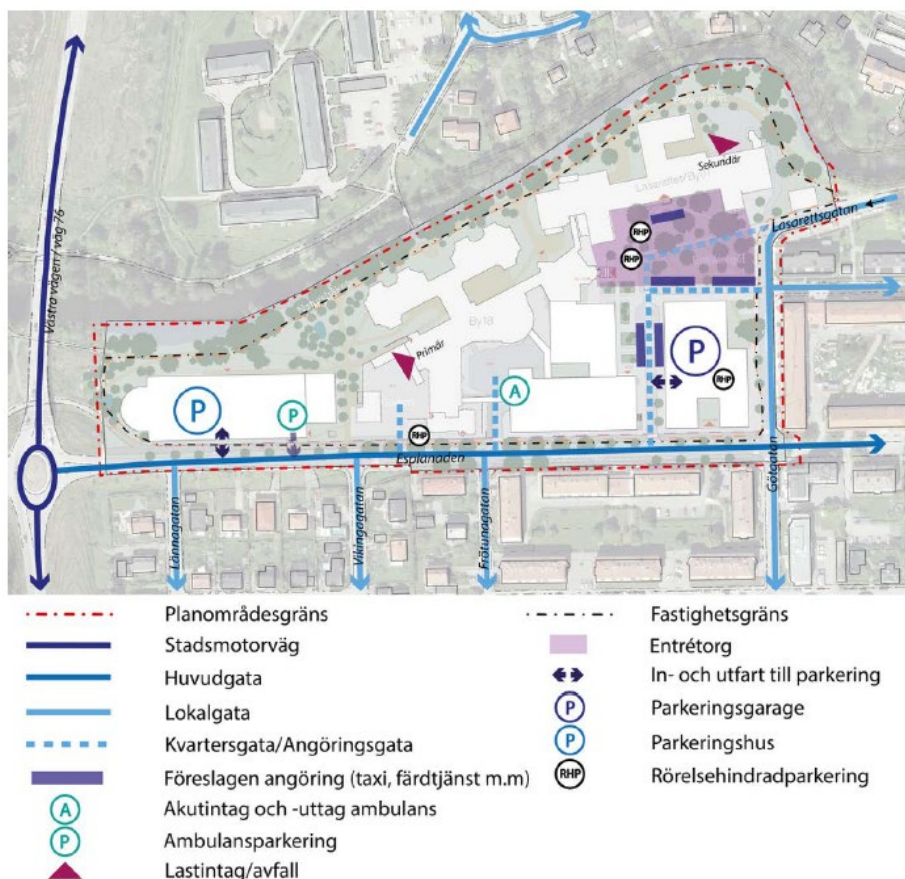 Västra vägen / väg 76
Sekundär
Lasarettet/By01
RHP
RHP
Lasarettsgatan
By18
Primär
P
P
A
P
RHP
RHP
Esplanaden
Lännagatan
Vikingagatan
Frötunagatan
Götgatan
Planområdesgräns
Stadsmotorväg
Huvudgata
Lokalgata
Kvartersgata/Angöringsgata
Föreslagen angöring (taxi, färdtjänst m.m)
A Akutintag och -uttag ambulans
P Ambulansparkering
Lastintag/avfall
Fastighetsgräns
Entrétorg
In- och utfart till parkering
P Parkeringsgarage
P Parkeringshus
RHP Rörelsehindradparkering